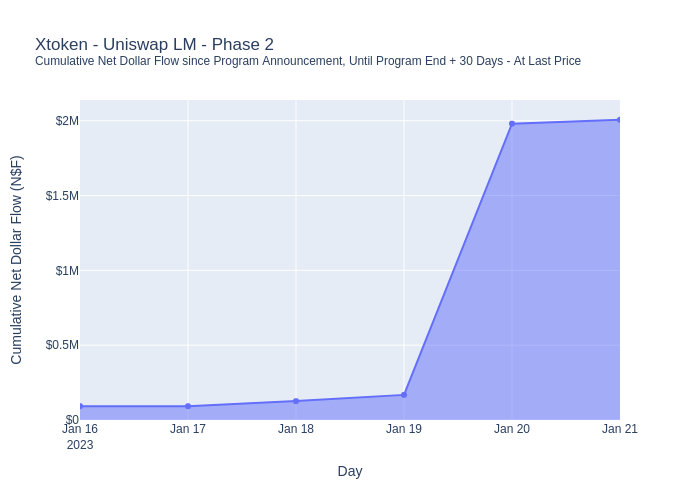 Xtoken - Uniswap LM - Phase 2
Cumulative Net Dollar Flow since Program Announcement, Until Program End + 30 Days - At Last Price
Cumulative Net Dollar Flow (N$F)
$2M
$1.5M
$1M
$0.5M
$0
Jan 16 Jan 17 Jan 18 Jan 19 Jan 20 Jan 21
2023
Day